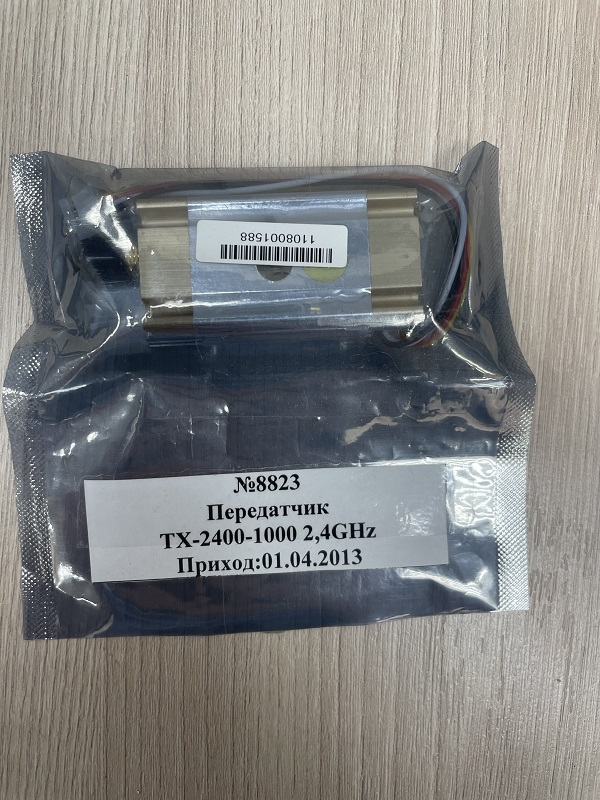 1108001588
№8823
Передатчик
TX-2400-1000 2,4GHz
Приход:01.04.2013